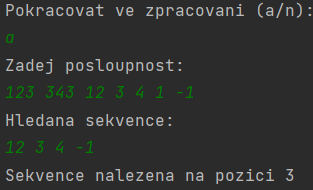 Pokracovat ve zpracovani (a/n):
a
Zadej posloupnost:
123 343 12 3 4 1 -1
Hledana sekvence:
12 3 4 -1
Sekvence nalezena na pozici 3